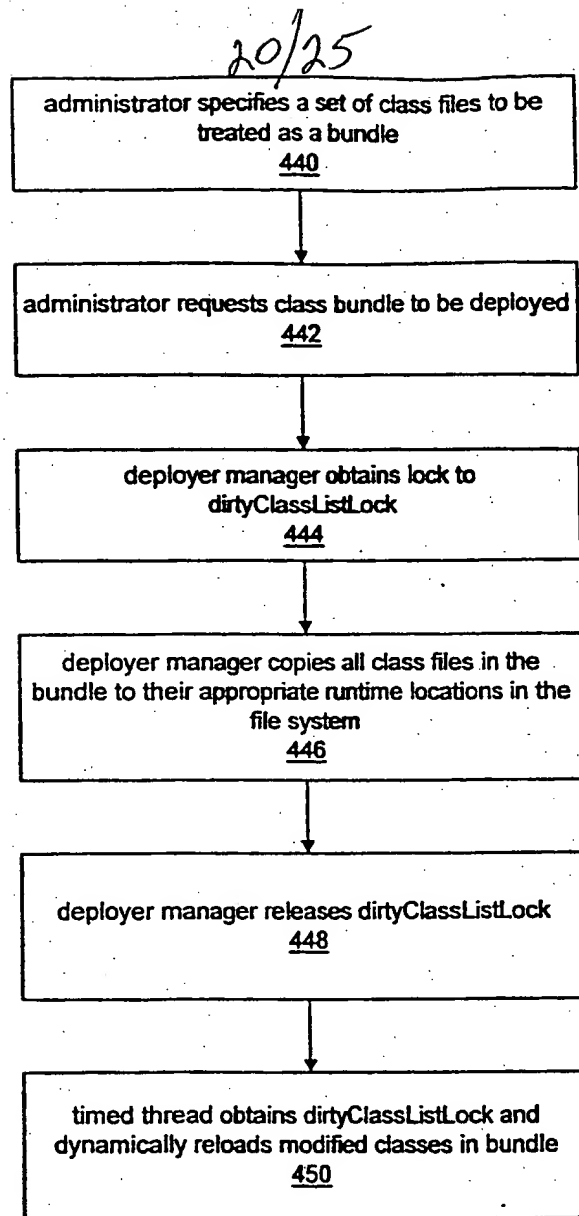 20/25
administrator specifies a set of class files to be
treated as a bundle
440
administrator requests class bundle to be deployed
442
deployer manager obtains lock to
dirtyClassListLock
444
deployer manager copies all class files in the
bundle to their appropriate runtime locations in the
file system
446
deployer manager releases dirtyClassListLock
448
timed thread obtains dirtyClassListLock and
dynamically reloads modified classes in bundle
450